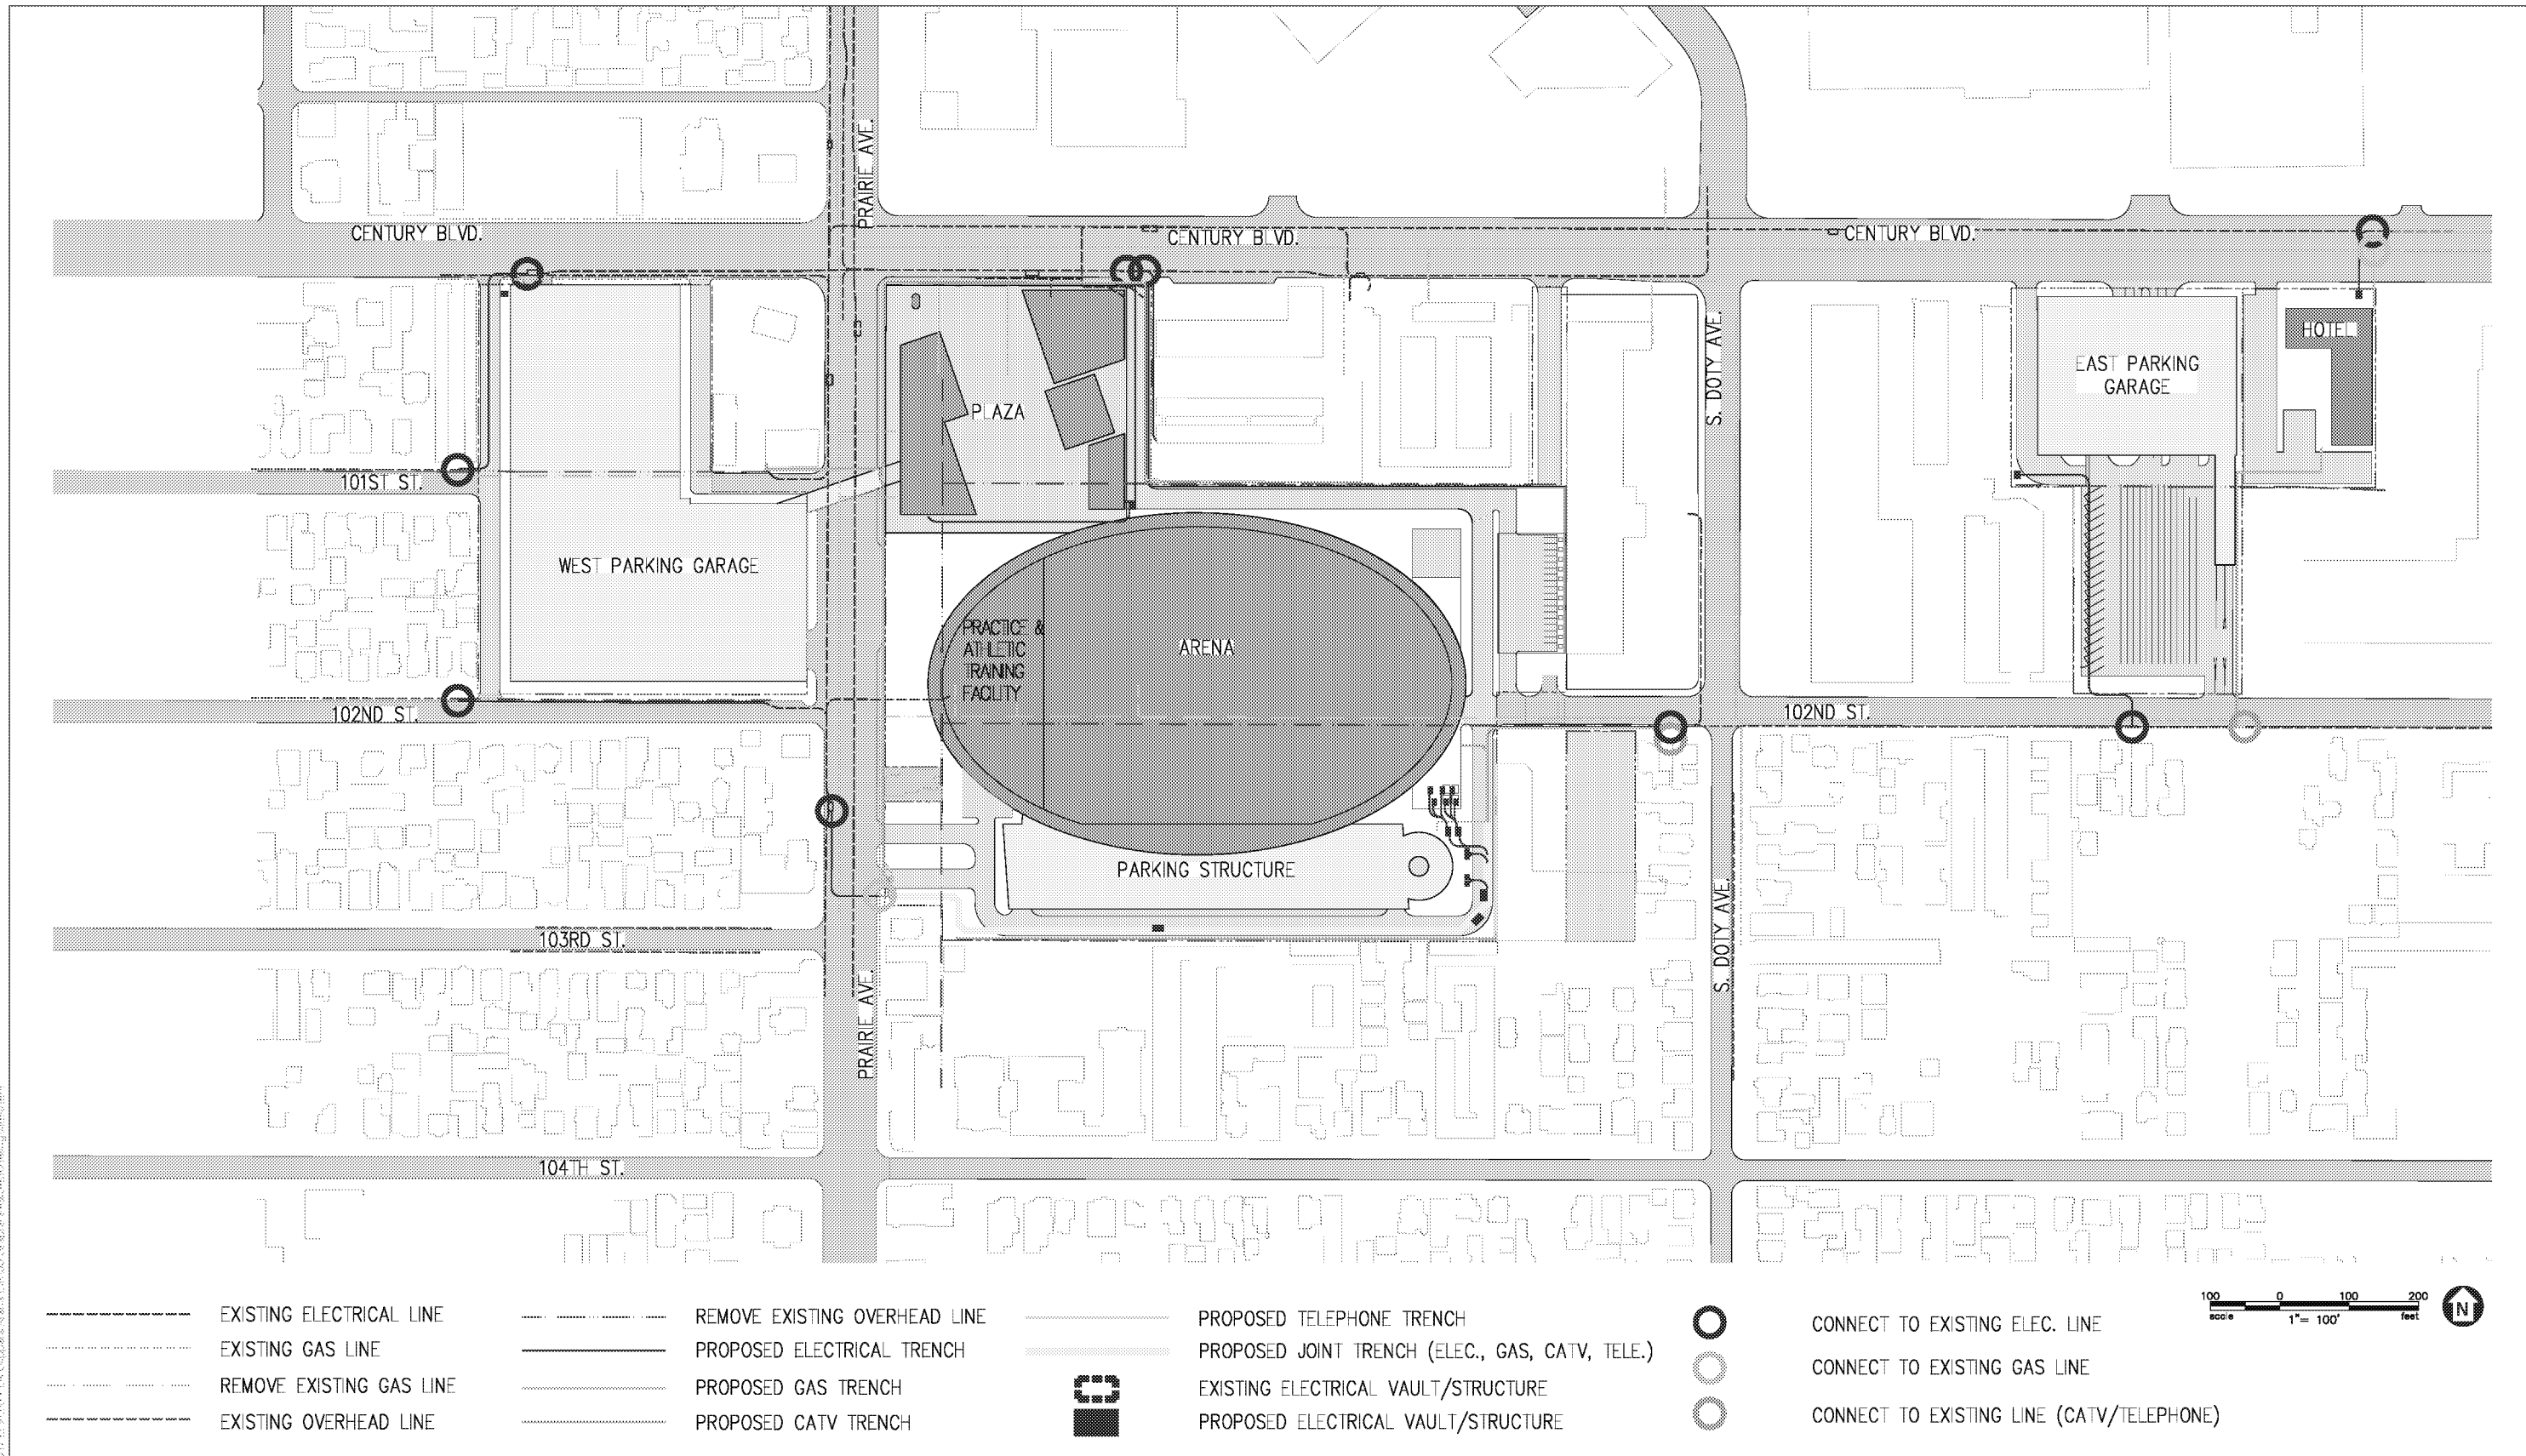 PRAIRIE AVE.
CENTURY BLVD.
CENTURY BLVD.
CENTURY BLVD.
S. DOTY AVE.
HOTEL
EAST PARKING
GARAGE
PLAZA
101ST ST.
WEST PARKING GARAGE
PRACTICE &
ATHLETIC
TRAINING
FACILITY
ARENA
102ND ST.
102ND ST.
PARKING STRUCTURE
103RD ST.
S. DOTY AVE.
PRAIRIE AVE.
104TH ST.
EXISTING ELECTRICAL LINE
EXISTING GAS LINE
REMOVE EXISTING GAS LINE
EXISTING OVERHEAD LINE
REMOVE EXISTING OVERHEAD LINE
PROPOSED ELECTRICAL TRENCH
PROPOSED GAS TRENCH
PROPOSED CATV TRENCH
PROPOSED TELEPHONE TRENCH
PROPOSED JOINT TRENCH (ELEC., GAS, CATV, TELE.)
EXISTING ELECTRICAL VAULT/STRUCTURE
PROPOSED ELECTRICAL VAULT/STRUCTURE
CONNECT TO EXISTING ELEC. LINE
CONNECT TO EXISTING GAS LINE
CONNECT TO EXISTING LINE (CATV/TELEPHONE)
100 0 100 200
scale 1"= 100' feet
N